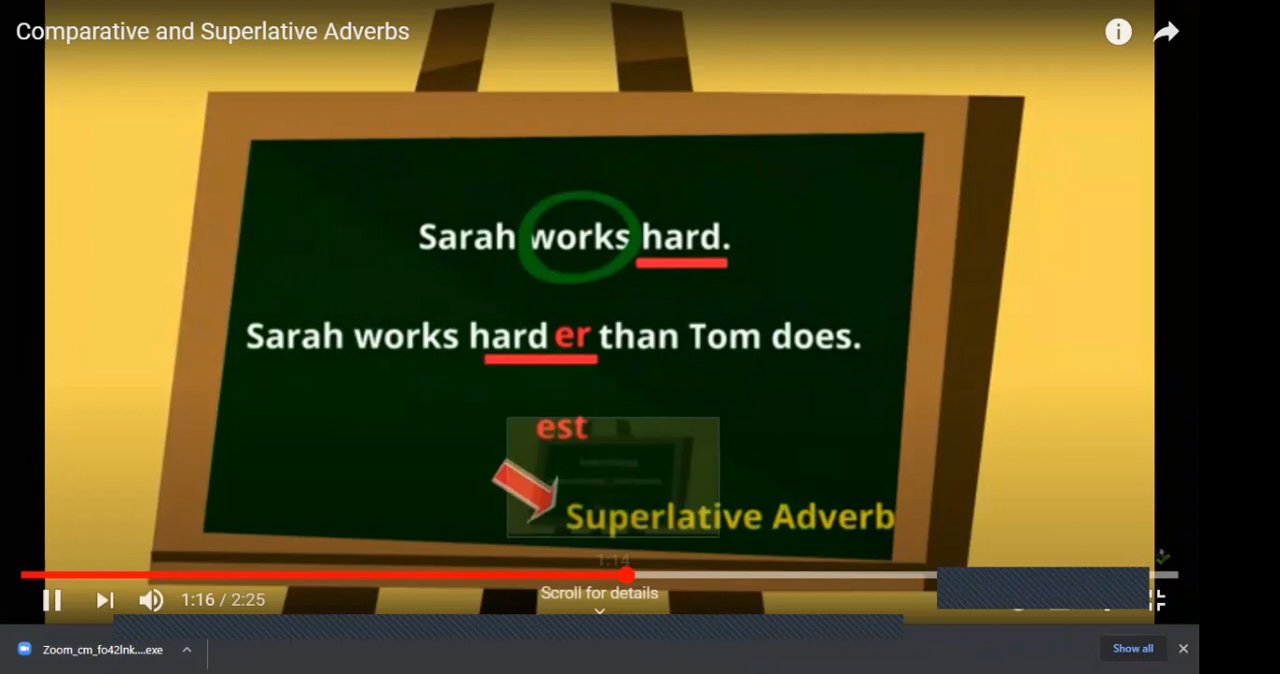 Comparative and Superlative Adverbs
Sarah works hard.
Sarah works hard er than Tom does.
est
Superlative Adverb
1:14
Scroll for details
1:16 / 2:25
Zoom_cm_fo42lnk....exe
Show all